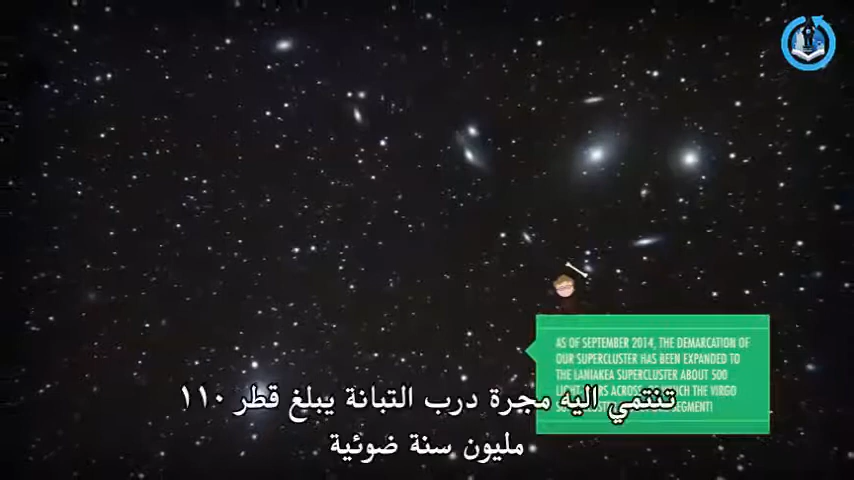 AS OF SEPTEMBER 2014, THE DEMARCATION OF
OUR SUPERCLUSTER HAS BEEN EXPANDED TO
THE LANIAKEA SUPERCLUSTER ABOUT 500
ACROSS THE VIRGO
SEGMENT!
تنتمي اليه مجرة درب التبانة يبلغ قطر ١١٠
مليون سنة ضوئية